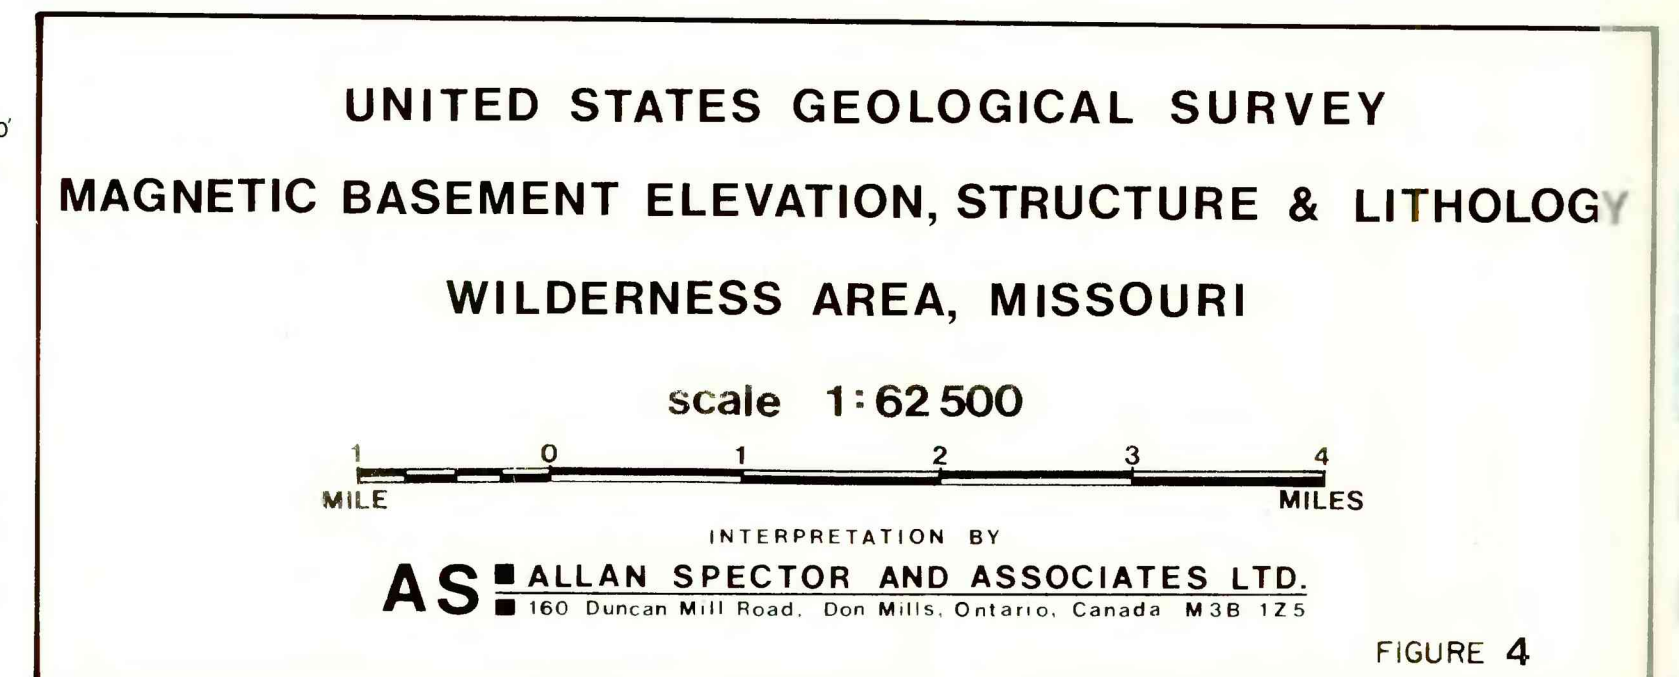 UNITED STATES GEOLOGICAL SURVEY
MAGNETIC BASEMENT ELEVATION, STRUCTURE & LITHOLOGY
WILDERNESS AREA, MISSOURI
scale 1:62 500
1 0 1 2 3 4
MILE MILES
INTERPRETATION BY
AS: ALLAN SPECTOR AND ASSOCIATES LTD.
160 Duncan Mill Road, Don Mills, Ontario, Canada M3B 1Z5
FIGURE 4